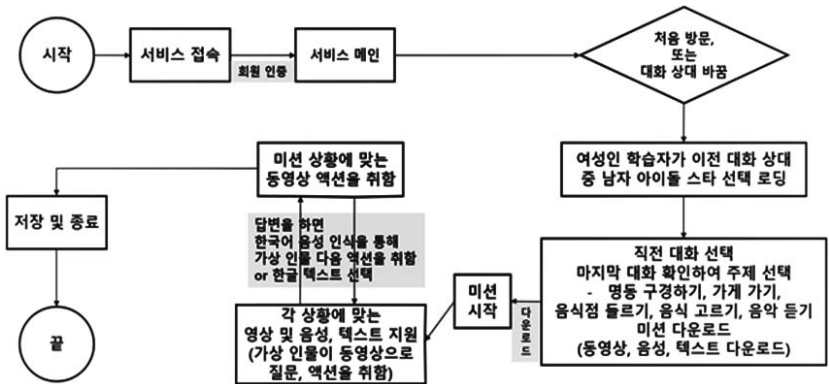 시작
서비스 접속
회원 인증
서비스 메인
처음 방문,
또는
대화 상대 바꿈
여성인 학습자가 이전 대화 상대
중 남자 아이돌 스타 선택 로딩
직전 대화 선택
마지막 대화 확인하여 주제 선택
- 명동 구경하기, 가게 가기,
음식점 들르기, 음식 고르기, 음악 듣기
미션 다운로드
(동영상, 음성, 텍스트 다운로드)
다운로드
미션
시작
각 상황에 맞는
영상 및 음성, 텍스트 지원
(가상 인물이 동영상으로
질문, 액션을 취함)
답변을 하면
한국어 음성 인식을 통해
가상 인물 다음 액션을 취함
or 한글 텍스트 선택
미션 상황에 맞는
동영상 액션을 취함
저장 및 종료
끝